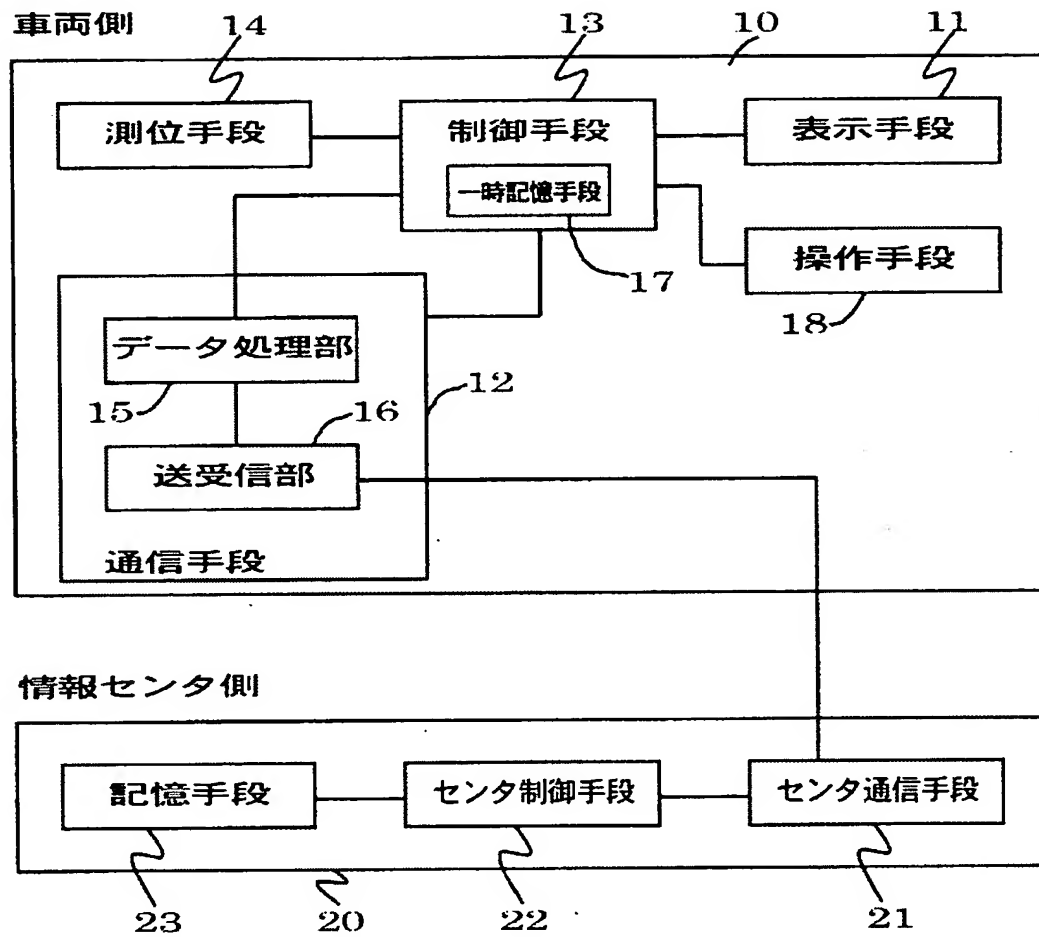 車両側
14
13
10
11
測位手段
制御手段
表示手段
一時記憶手段
17
操作手段
18
データ処理部
15
16
12
送受信部
通信手段
情報センタ側
記憶手段
センタ制御手段
センタ通信手段
23
20
22
21